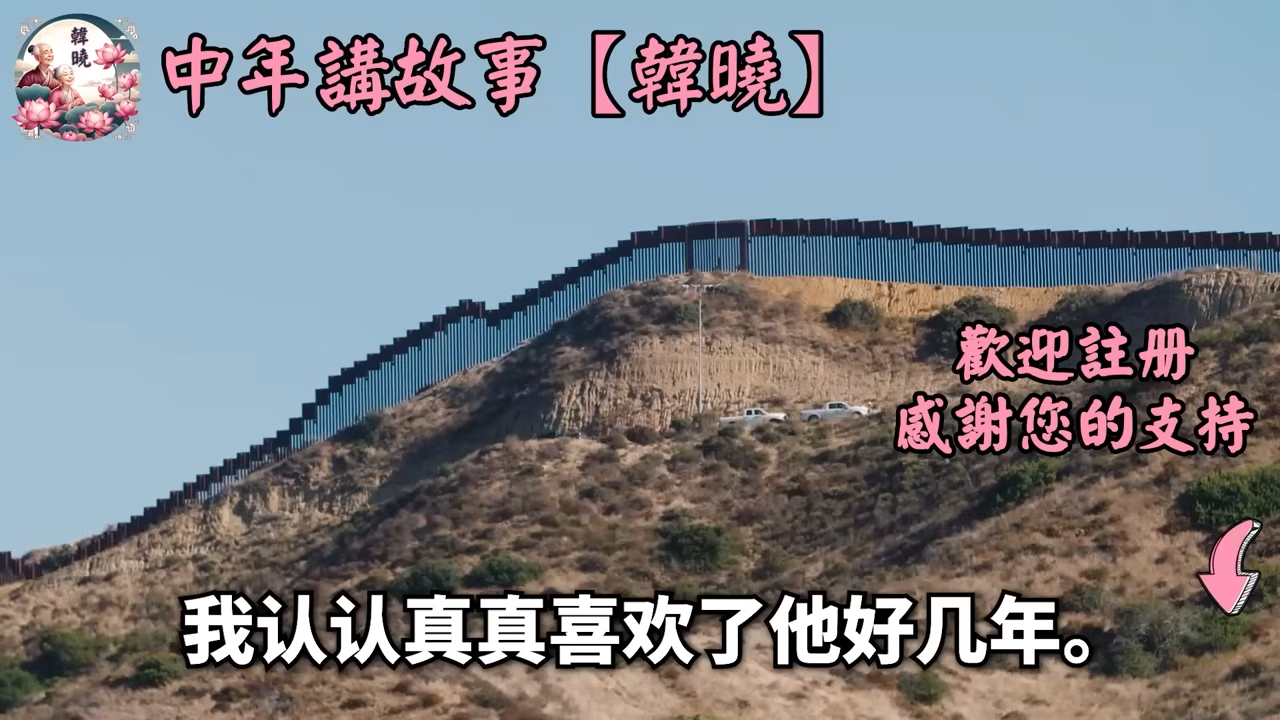 韓
曉
中年講故事【韓曉】
歡迎註册
感謝您的支持
我认认真真喜欢了他好几年。